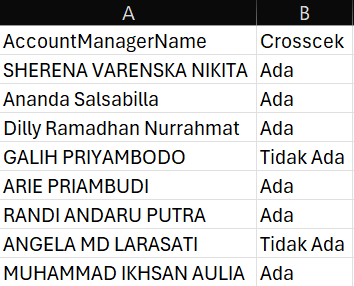 A B
AccountManagerName Crosscek
SHERENA VARENSKA NIKITA Ada
Ananda Salsabilla Ada
Dilly Ramadhan Nurrahmat Ada
GALIH PRIYAMBODO Tidak Ada
ARIE PRIAMBUDI Ada
RANDI ANDARU PUTRA Ada
ANGELA MD LARASATI Tidak Ada
MUHAMMAD IKHSAN AULIA Ada